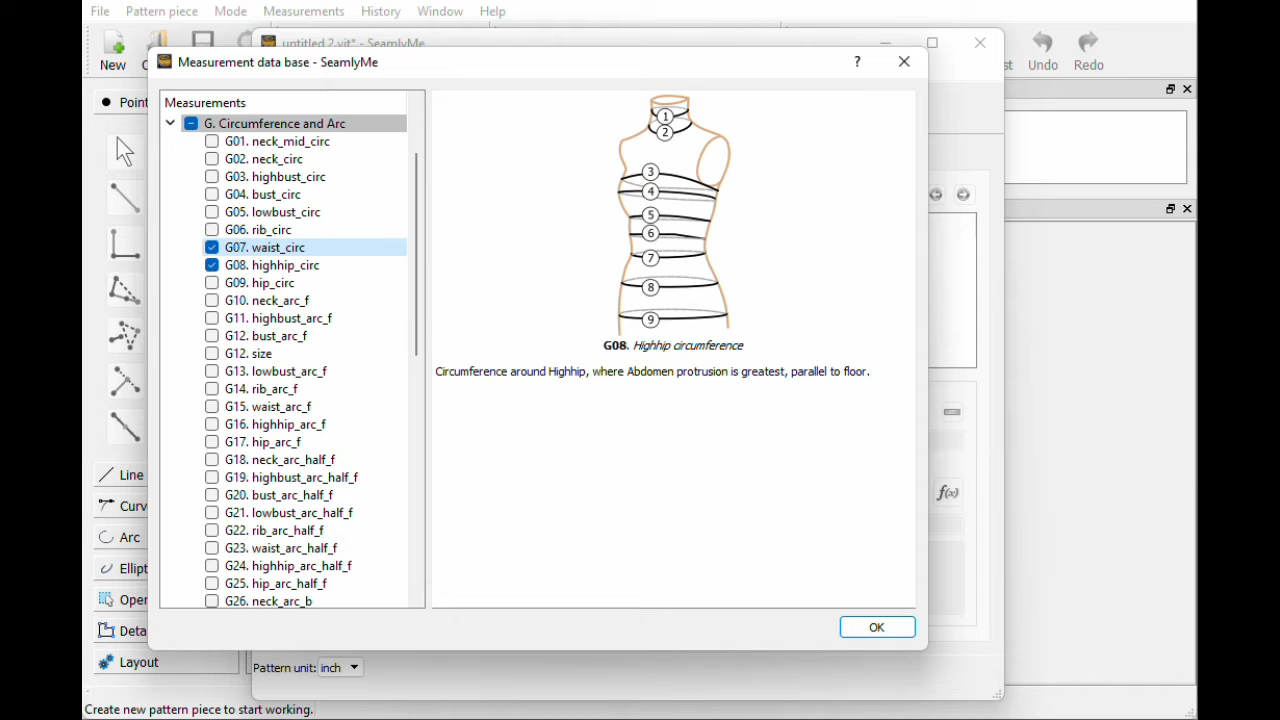 File Pattern piece Mode Measurements History Window Help
untitled 2.vit* - SeamlyMe
New
Undo Redo
Measurement data base - SeamlyMe
?
Measurements
G. Circumference and Arc
G01. neck_mid_circ
G02. neck_circ
G03. highbust_circ
G04. bust_circ
G05. lowbust_circ
G06. rib_circ
G07. waist_circ
G08. highhip_circ
G09. hip_circ
G10. neck_arc_f
G11. highbust_arc_f
G12. bust_arc_f
G12. size
G13. lowbust_arc_f
G14. rib_arc_f
G15. waist_arc_f
G16. highhip_arc_f
G17. hip_arc_f
G18. neck_arc_half_f
G19. highbust_arc_half_f
G20. bust_arc_half_f
G21. lowbust_arc_half_f
G22. rib_arc_half_f
G23. waist_arc_half_f
G24. highhip_arc_half_f
G25. hip_arc_half_f
G26. neck_arc_b
1
2
3
4
5
6
7
8
9
G08. Highhip circumference
Circumference around Highhip, where Abdomen protrusion is greatest, parallel to floor.
OK
Point
Line
Curv
Arc
Ellipt
Oper
Deta
Layout
f(x)
Pattern unit: inch
Create new pattern piece to start working.